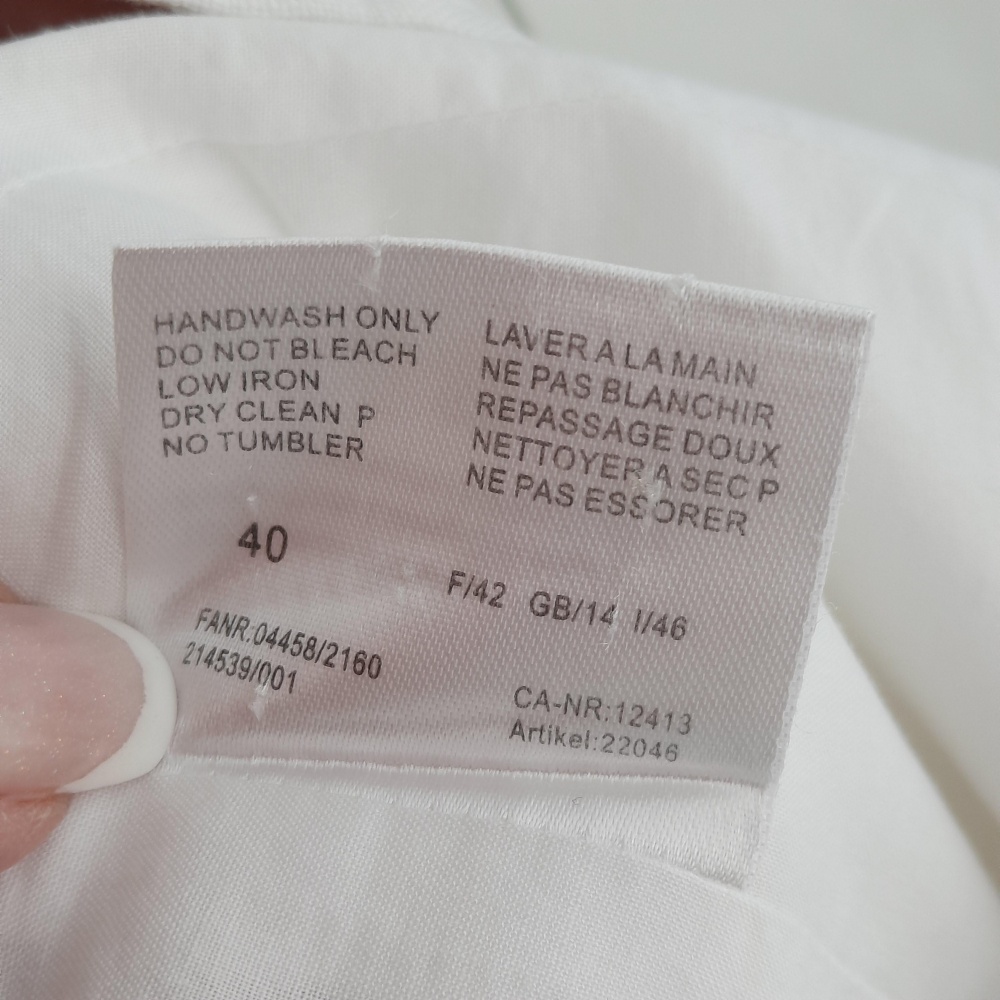 HANDWASH ONLY
DO NOT BLEACH
LOW IRON
DRY CLEAN P
NO TUMBLER
LAVER A LA MAIN
NE PAS BLANCHIR
REPASSAGE DOUX
NETTOYER A SEC P
NE PAS ESSORER
40
F/42 GB/14 I/46
FANR.:04458/2160
214539/001
CA-NR:12413
Artikel:22046